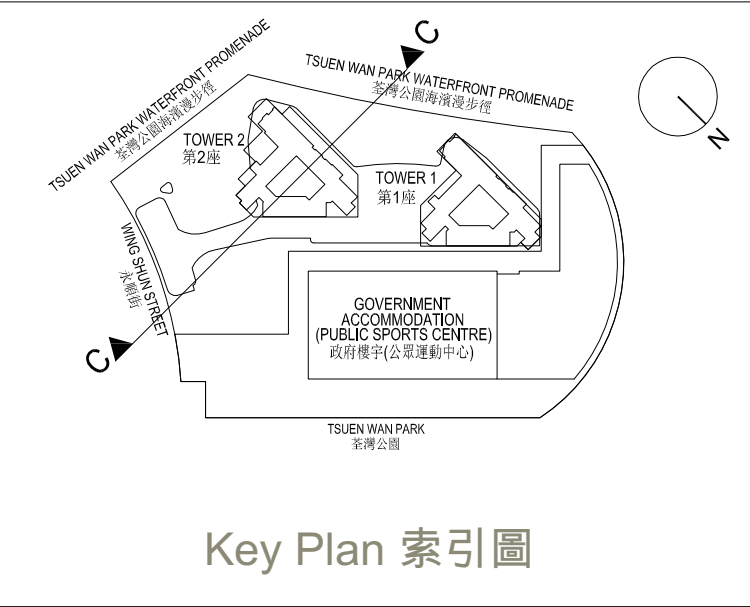 C
TSUEN WAN PARK WATERFRONT PROMENADE
荃灣公園海濱漫步徑
TSUEN WAN PARK WATERFRONT PROMENADE
荃灣公園海濱漫步徑
N
TOWER 2
第2座
TOWER 1
第1座
WING SHUN STREET
永順街
C
GOVERNMENT
ACCOMMODATION
(PUBLIC SPORTS CENTRE)
政府樓宇(公眾運動中心)
TSUEN WAN PARK
荃灣公園
Key Plan 索引圖